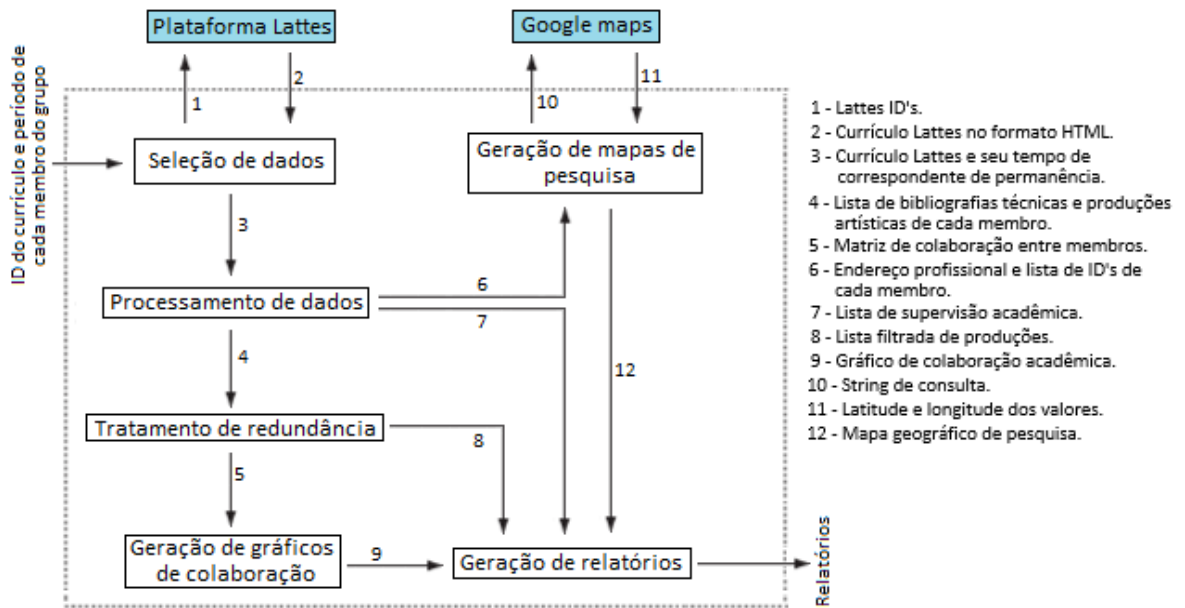 Plataforma Lattes
Google maps
ID do currículo e período de
cada membro do grupo
1
2
10
11
Seleção de dados
Geração de mapas de
pesquisa
3
Processamento de dados
6
7
4
12
Tratamento de redundância
8
5
Geração de gráficos
de colaboração
9
Geração de relatórios
Relatórios
1 - Lattes ID's.
2 - Currículo Lattes no formato HTML.
3 - Currículo Lattes e seu tempo de
correspondente de permanência.
4 - Lista de bibliografias técnicas e produções
artísticas de cada membro.
5 - Matriz de colaboração entre membros.
6 - Endereço profissional e lista de ID's de
cada membro.
7 - Lista de supervisão acadêmica.
8 - Lista filtrada de produções.
9 - Gráfico de colaboração acadêmica.
10 - String de consulta.
11 - Latitude e longitude dos valores.
12 - Mapa geográfico de pesquisa.